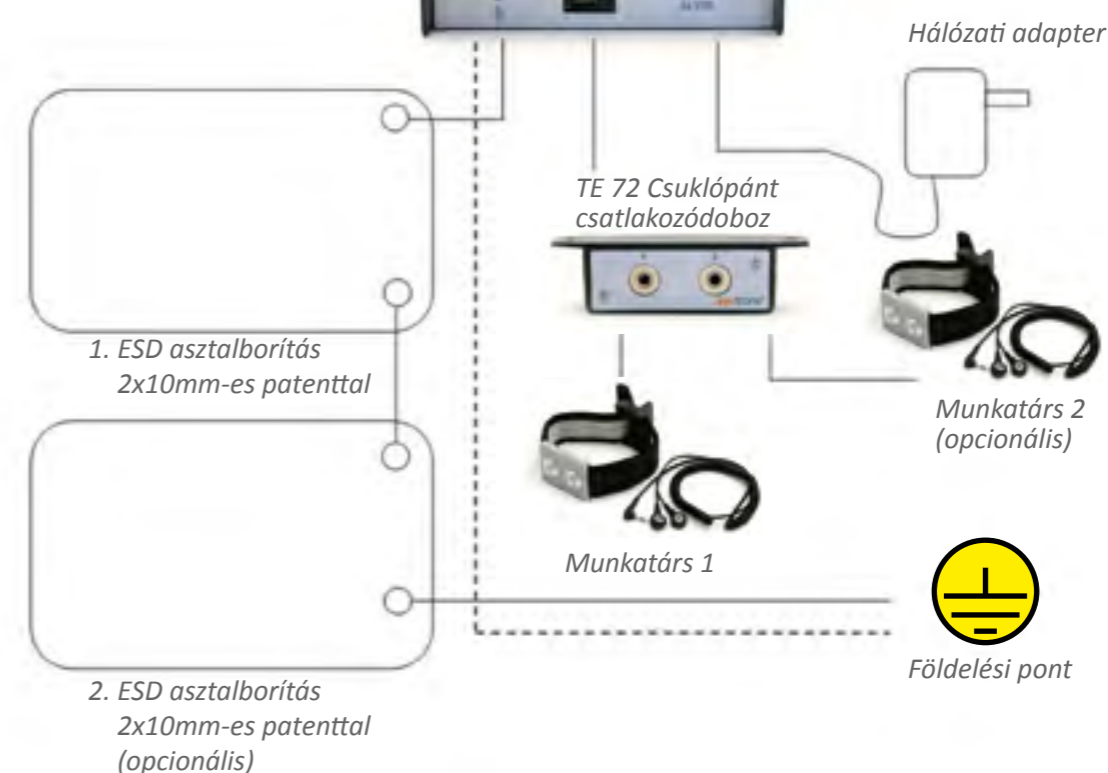 Hálózati adapter
TE 72 Csuklópánt
csatlakozódoboz
1. ESD asztalborítás
2x10mm-es patenttal
Munkatárs 2
(opcionális)
Munkatárs 1
Földelési pont
2. ESD asztalborítás
2x10mm-es patenttal
(opcionális)